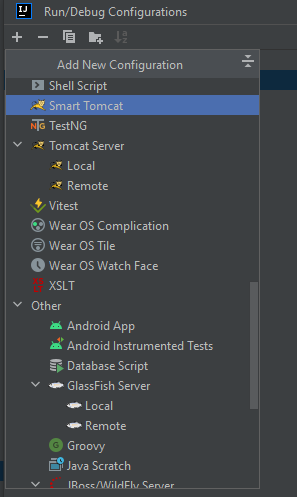 Run/Debug Configurations
Add New Configuration
Shell Script
Smart Tomcat
TestNG
Tomcat Server
Local
Remote
Vitest
Wear OS Complication
Wear OS Tile
Wear OS Watch Face
XSLT
Other
Android App
Android Instrumented Tests
Database Script
GlassFish Server
Local
Remote
Groovy
Java Scratch
JBoss/WildFly Server